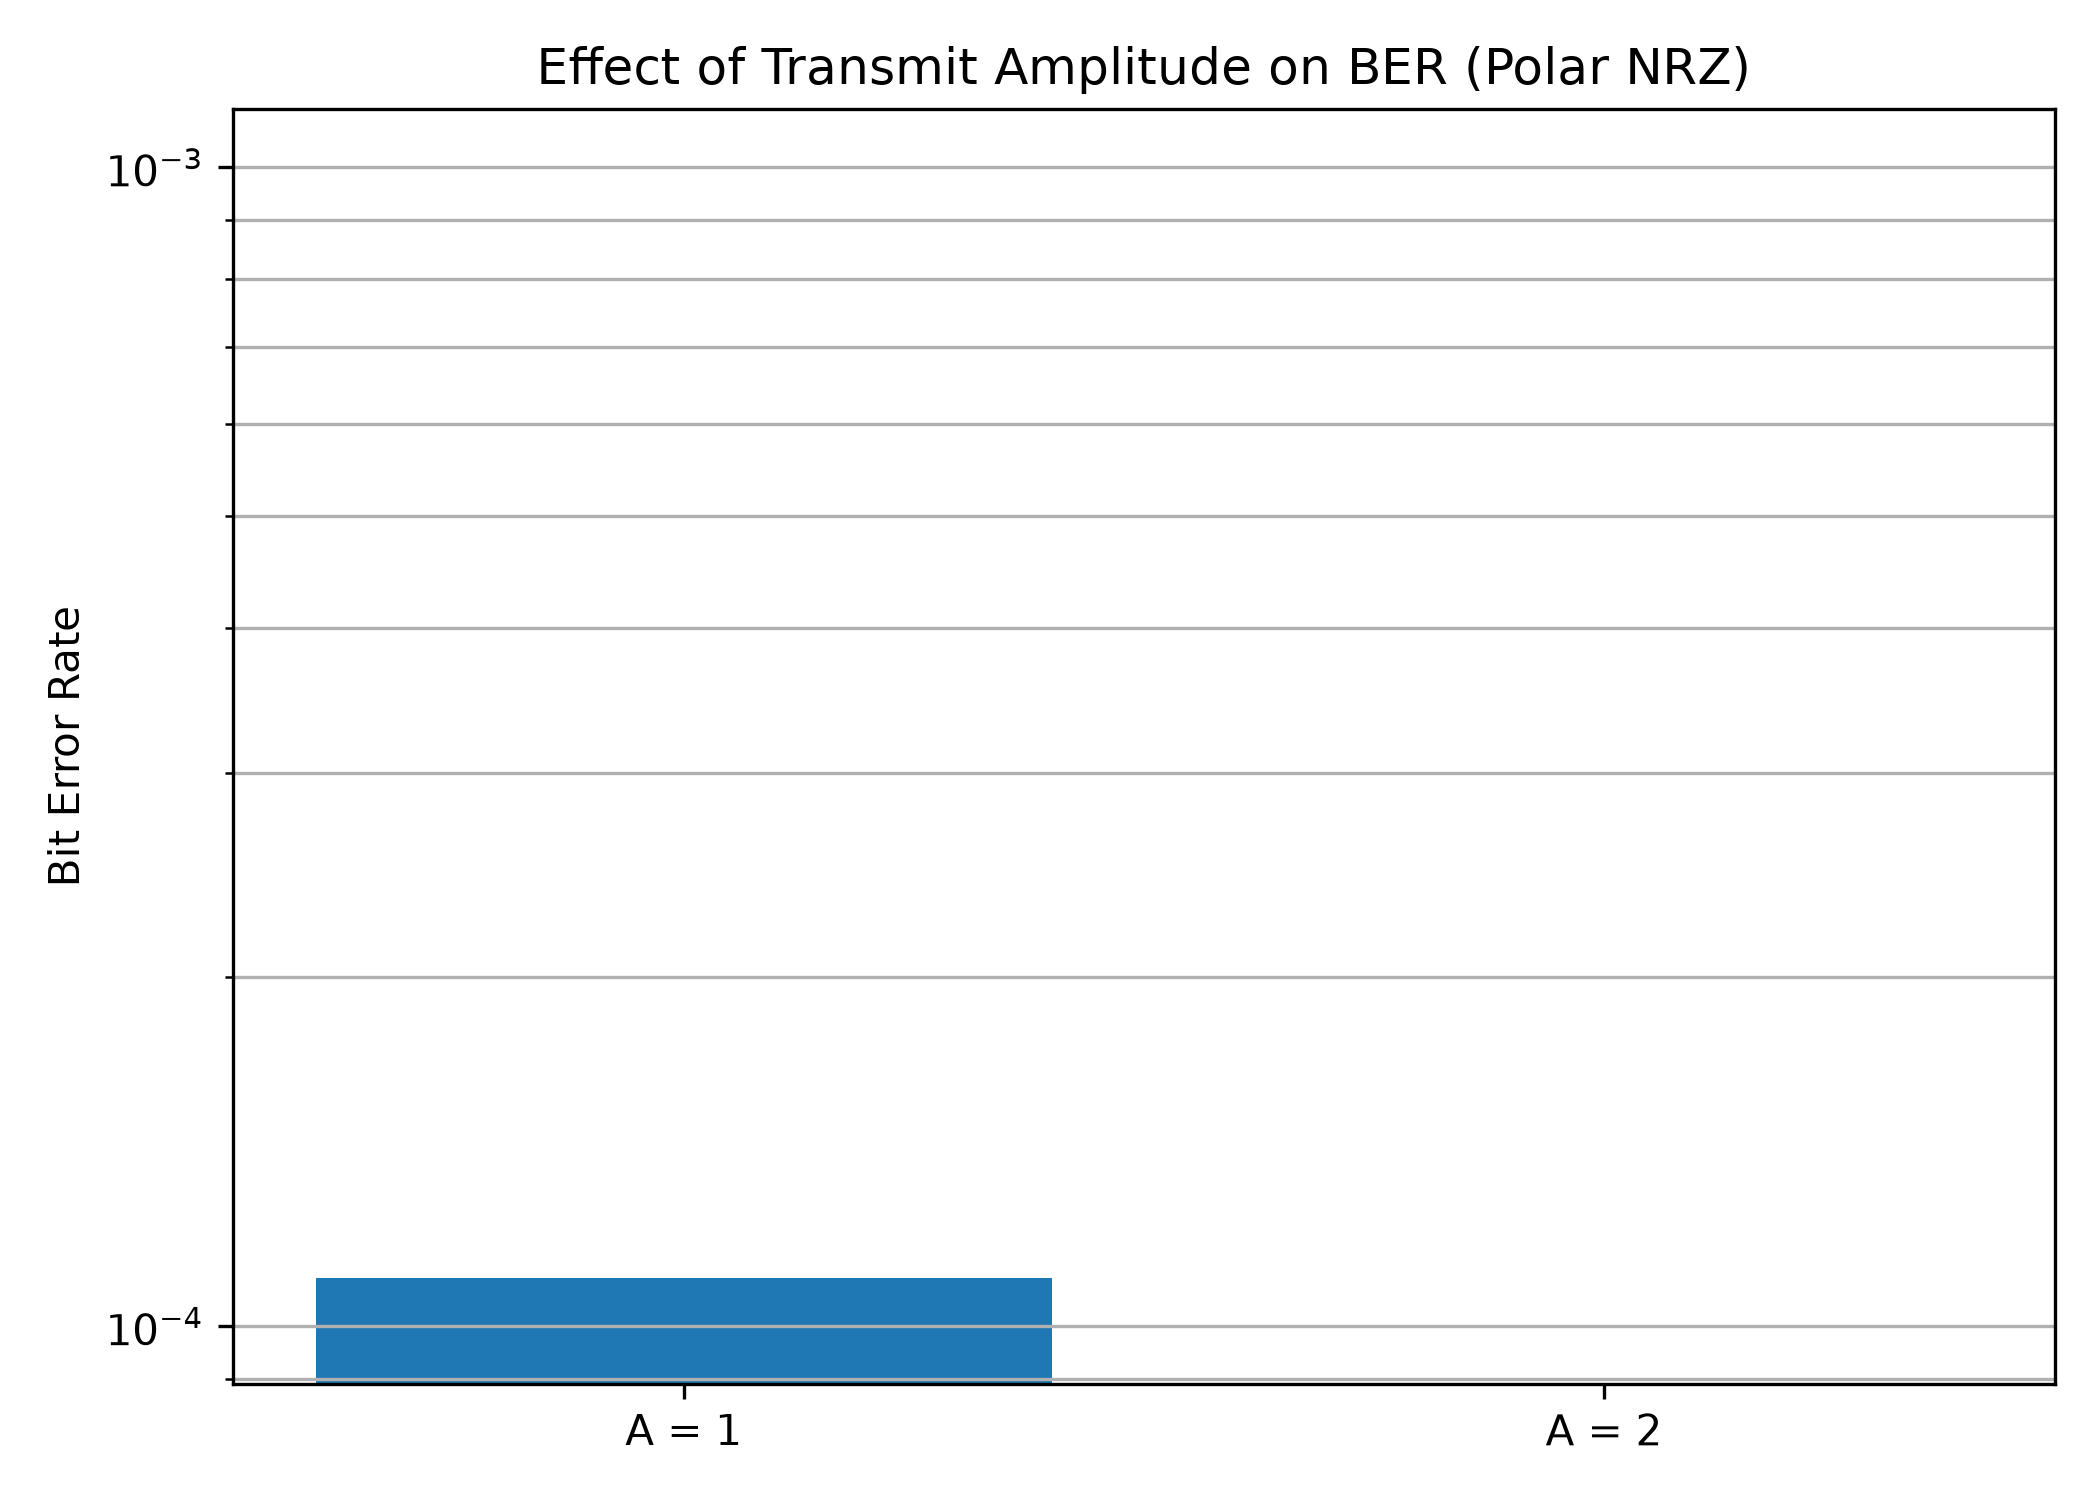 Effect of Transmit Amplitude on BER (Polar NRZ)
10⁻³
Bit Error Rate
10⁻⁴
A = 1
A = 2